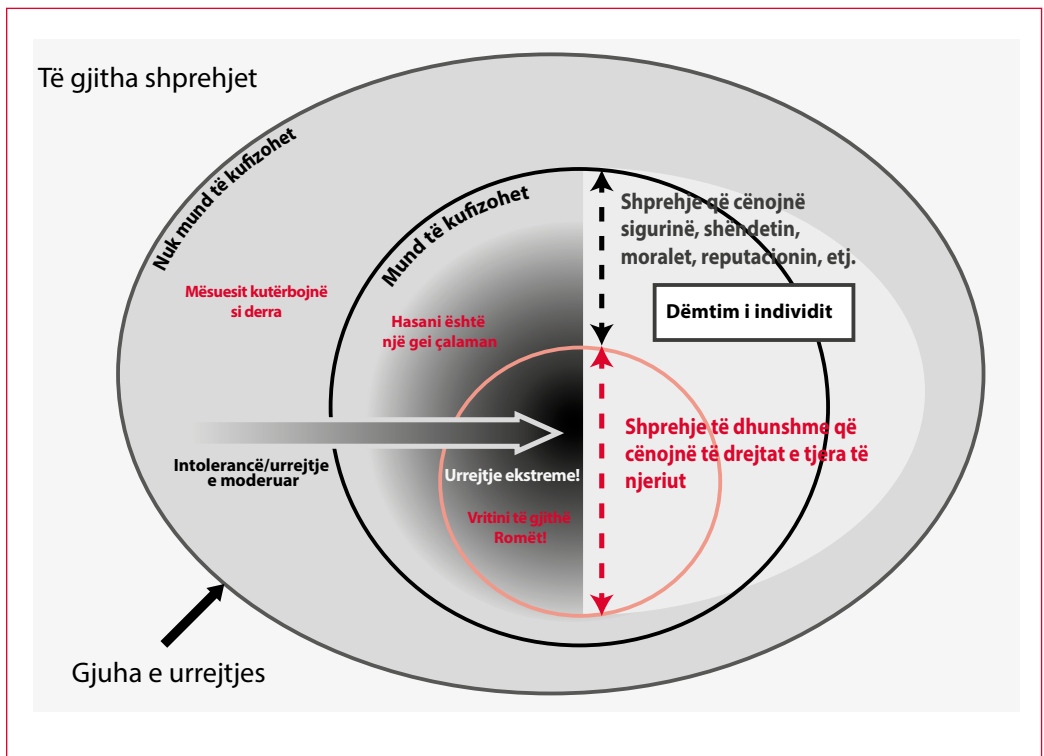 Të gjitha shprehjet
Nuk mund të kufizohet
Mund të kufizohet
Shprehje që cënojnë
sigurinë, shëndetin,
moralet, reputacionin, etj.
Mësuesit kutërbojnë
si derra
Hasani është
një gei çalaman
Dëmtim i individit
Shprehje të dhunshme që
cënojnë të drejtat e tjera të
njeriut
Intolerancë/urrejtje
e moderuar
Urrejtje ekstreme!
Vritini të gjithë
Romët!
Gjuha e urrejtjes